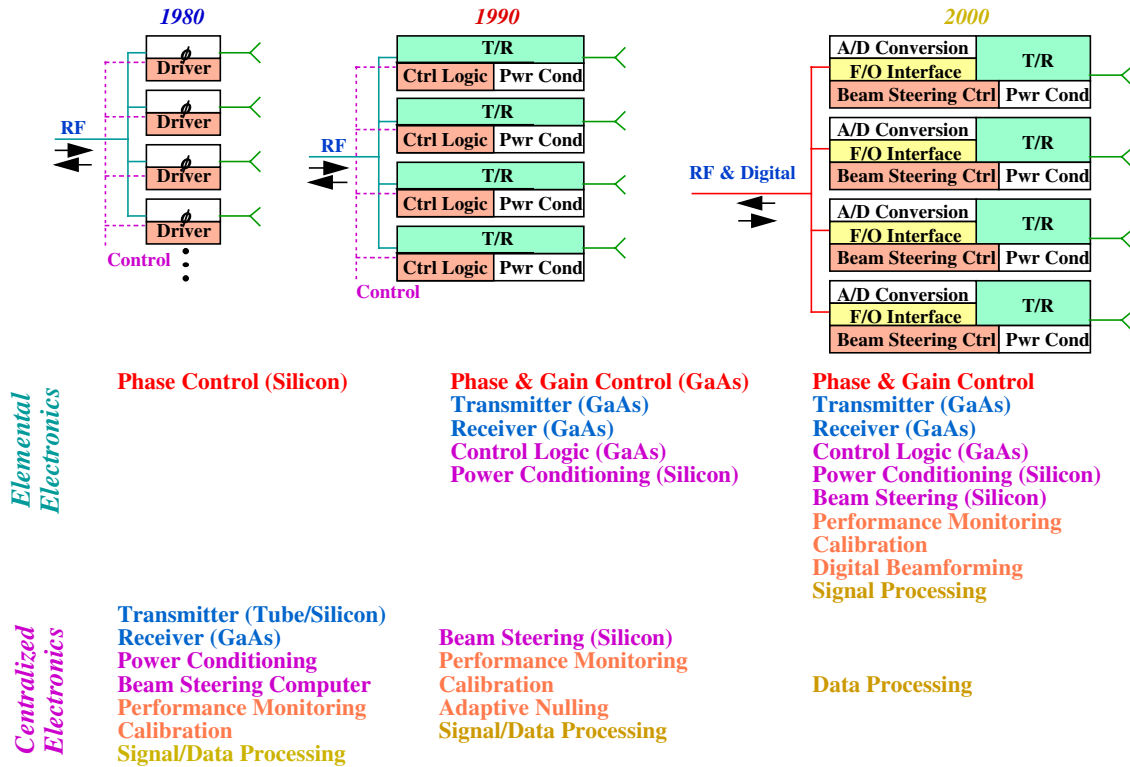 1980
1990
2000
ϕ
Driver
ϕ
Driver
ϕ
Driver
ϕ
Driver
RF
Control
T/R
Ctrl Logic
Pwr Cond
T/R
Ctrl Logic
Pwr Cond
T/R
Ctrl Logic
Pwr Cond
T/R
Ctrl Logic
Pwr Cond
RF
Control
A/D Conversion
T/R
F/O Interface
Beam Steering Ctrl
Pwr Cond
A/D Conversion
T/R
F/O Interface
Beam Steering Ctrl
Pwr Cond
A/D Conversion
T/R
F/O Interface
Beam Steering Ctrl
Pwr Cond
A/D Conversion
T/R
F/O Interface
Beam Steering Ctrl
Pwr Cond
RF & Digital
Elemental
Electronics
Phase Control (Silicon)
Phase & Gain Control (GaAs)
Transmitter (GaAs)
Receiver (GaAs)
Control Logic (GaAs)
Power Conditioning (Silicon)
Phase & Gain Control
Transmitter (GaAs)
Receiver (GaAs)
Control Logic (GaAs)
Power Conditioning (Silicon)
Beam Steering (Silicon)
Performance Monitoring
Calibration
Digital Beamforming
Signal Processing
Centralized
Electronics
Transmitter (Tube/Silicon)
Receiver (GaAs)
Power Conditioning
Beam Steering Computer
Performance Monitoring
Calibration
Signal/Data Processing
Beam Steering (Silicon)
Performance Monitoring
Calibration
Adaptive Nulling
Signal/Data Processing
Data Processing